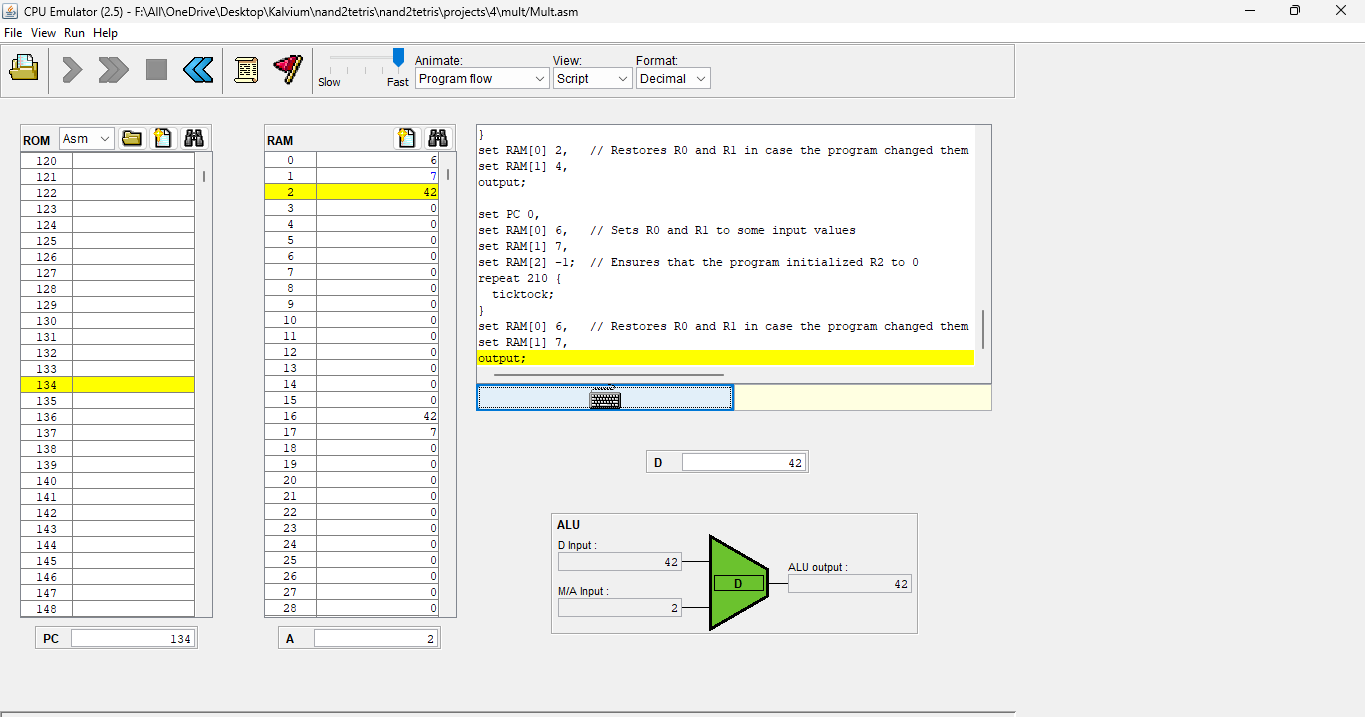 CPU Emulator (2.5) - F:\All\OneDrive\Desktop\Kalvium\nand2tetris\nand2tetris\projects\4\mult/Mult.asm
File View Run Help
Slow
Fast
Animate:
Program flow
View:
Script
Format:
Decimal
ROM Asm
120
121
122
123
124
125
126
127
128
129
130
131
132
133
134
135
136
137
138
139
140
141
142
143
144
145
146
147
148
PC 134
RAM
0 6
1 7
2 42
3 0
4 0
5 0
6 0
7 0
8 0
9 0
10 0
11 0
12 0
13 0
14 0
15 0
16 42
17 7
18 0
19 0
20 0
21 0
22 0
23 0
24 0
25 0
26 0
27 0
28 0
A 2
}
set RAM[0] 2, // Restores R0 and R1 in case the program changed them
set RAM[1] 4,
output;
set PC 0,
set RAM[0] 6, // Sets R0 and R1 to some input values
set RAM[1] 7,
set RAM[2] -1; // Ensures that the program initialized R2 to 0
repeat 210 {
ticktock;
}
set RAM[0] 6, // Restores R0 and R1 in case the program changed them
set RAM[1] 7,
output;
D 42
ALU
D Input :
42
M/A Input :
2
D
ALU output :
42